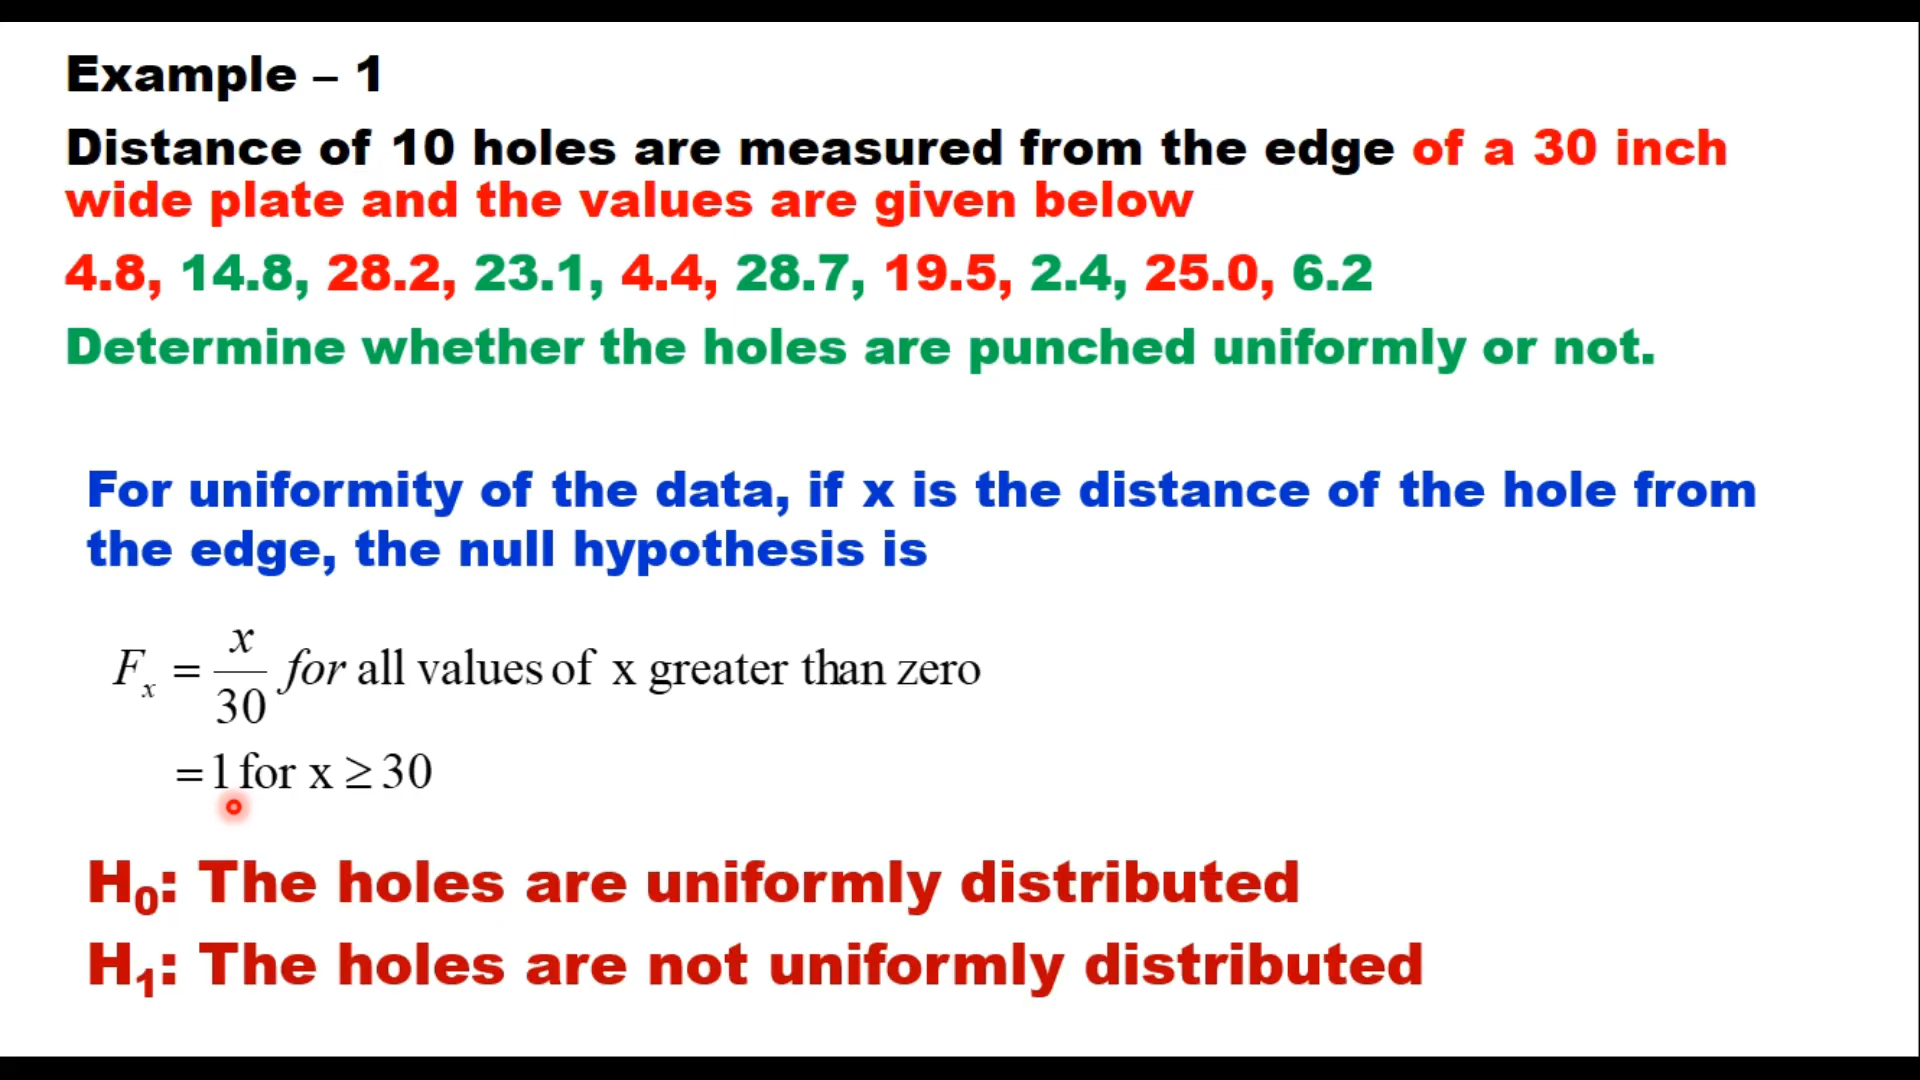 Example – 1
Distance of 10 holes are measured from the edge of a 30 inch
wide plate and the values are given below
4.8, 14.8, 28.2, 23.1, 4.4, 28.7, 19.5, 2.4, 25.0, 6.2
Determine whether the holes are punched uniformly or not.
For uniformity of the data, if x is the distance of the hole from
the edge, the null hypothesis is
Fₓ = x/30 for all values of x greater than zero
= 1 for x ≥ 30
H₀: The holes are uniformly distributed
H₁: The holes are not uniformly distributed